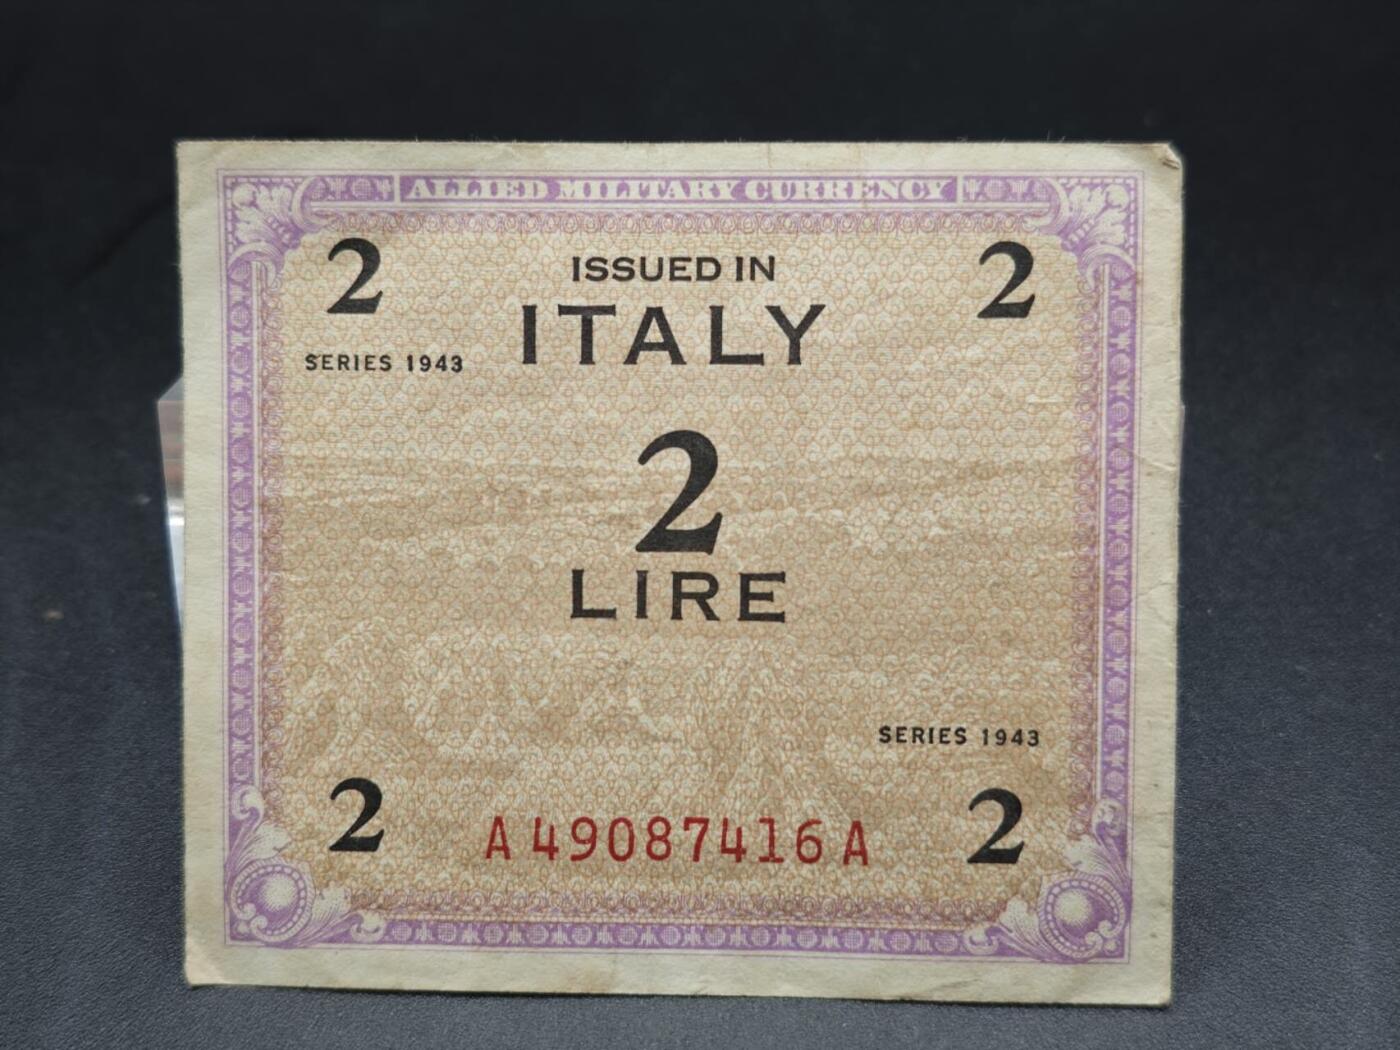 ALLIED MILITARY CURRENCY
2 2
ISSUED IN
ITALY
SERIES 1943
2
LIRE
SERIES 1943
2 2
A 49087416 A